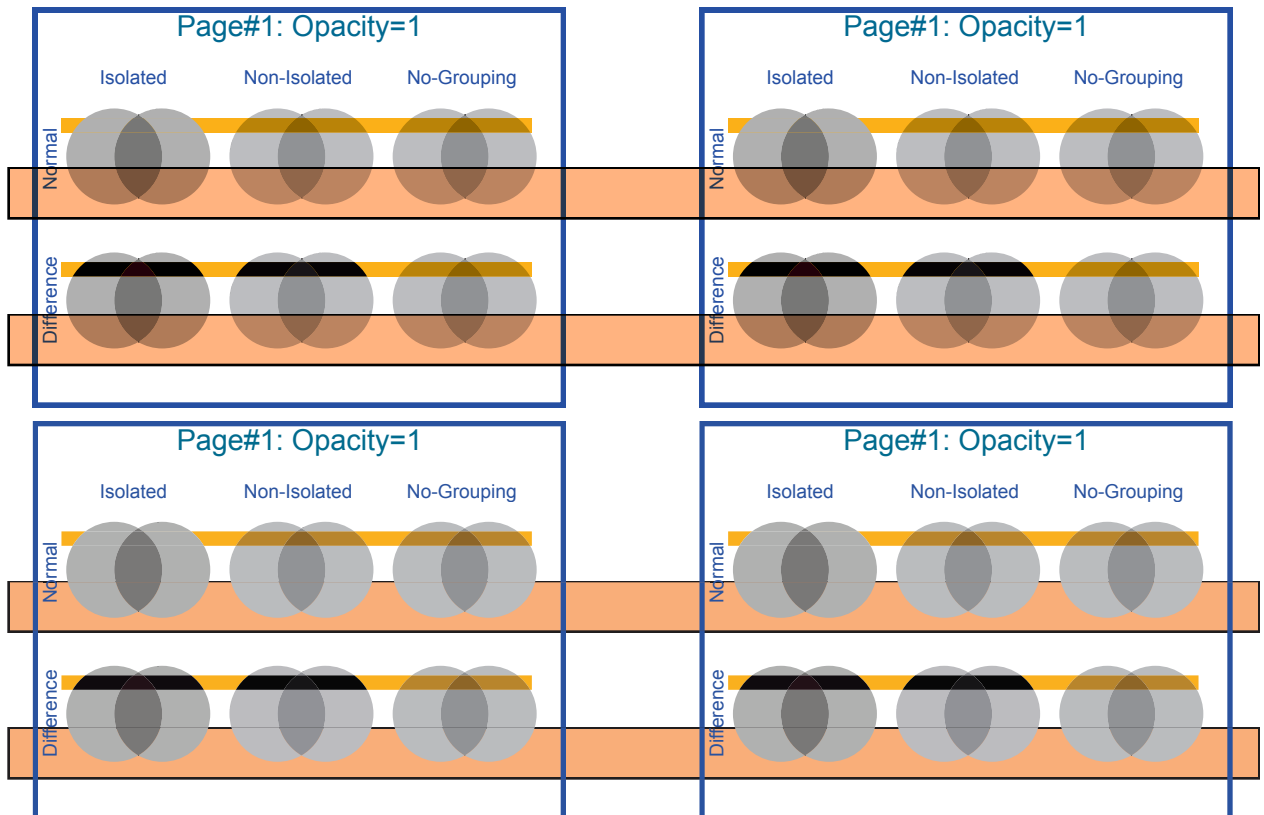 Page#1: Opacity=1
Isolated Non-Isolated No-Grouping
Normal
Difference
Page#1: Opacity=1
Isolated Non-Isolated No-Grouping
Normal
Difference
Page#1: Opacity=1
Isolated Non-Isolated No-Grouping
Normal
Difference
Page#1: Opacity=1
Isolated Non-Isolated No-Grouping
Normal
Difference